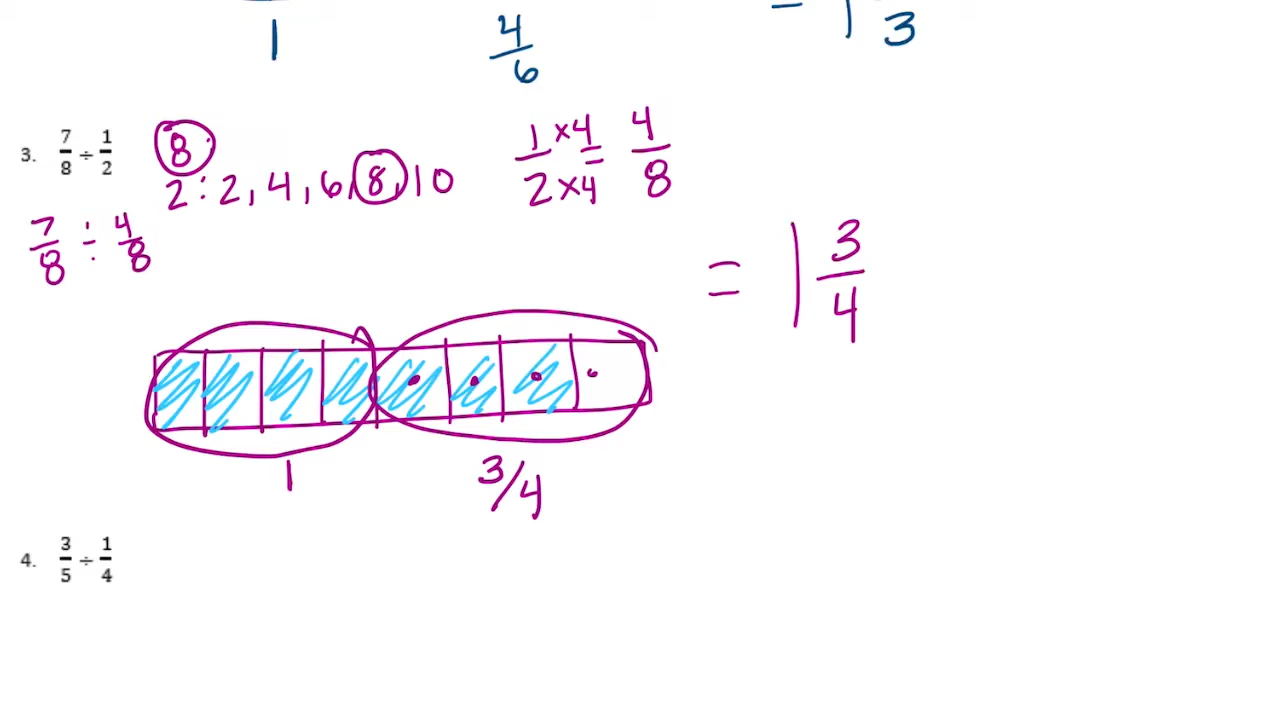 1 4/6 = 1 3
3. 7/8 ÷ 1/2 8 1/2 ×4/×4 = 4/8
2: 2, 4, 6, 8, 10
7/8 ÷ 4/8
= 1 3/4
1 3/4
4. 3/5 ÷ 1/4